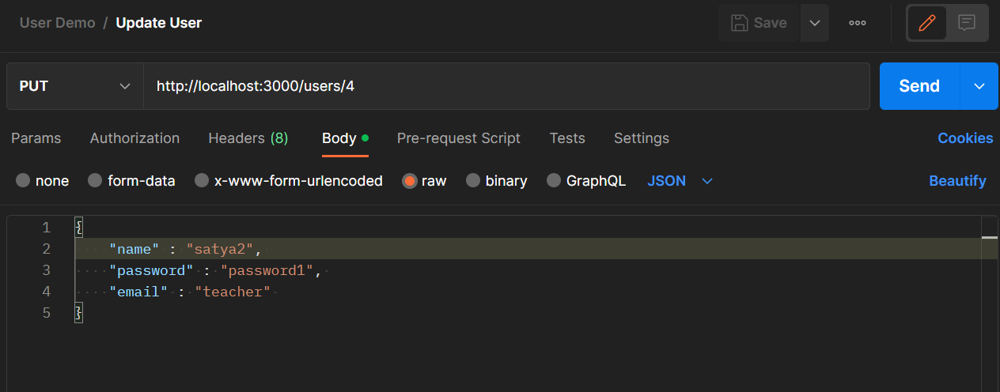 User Demo / Update User
Save
PUT http://localhost:3000/users/4 Send
Params Authorization Headers (8) Body Pre-request Script Tests Settings Cookies
none form-data x-www-form-urlencoded raw binary GraphQL JSON Beautify
1 {
2 "name" : "satya2",
3 "password" : "password1",
4 "email" : "teacher"
5 }